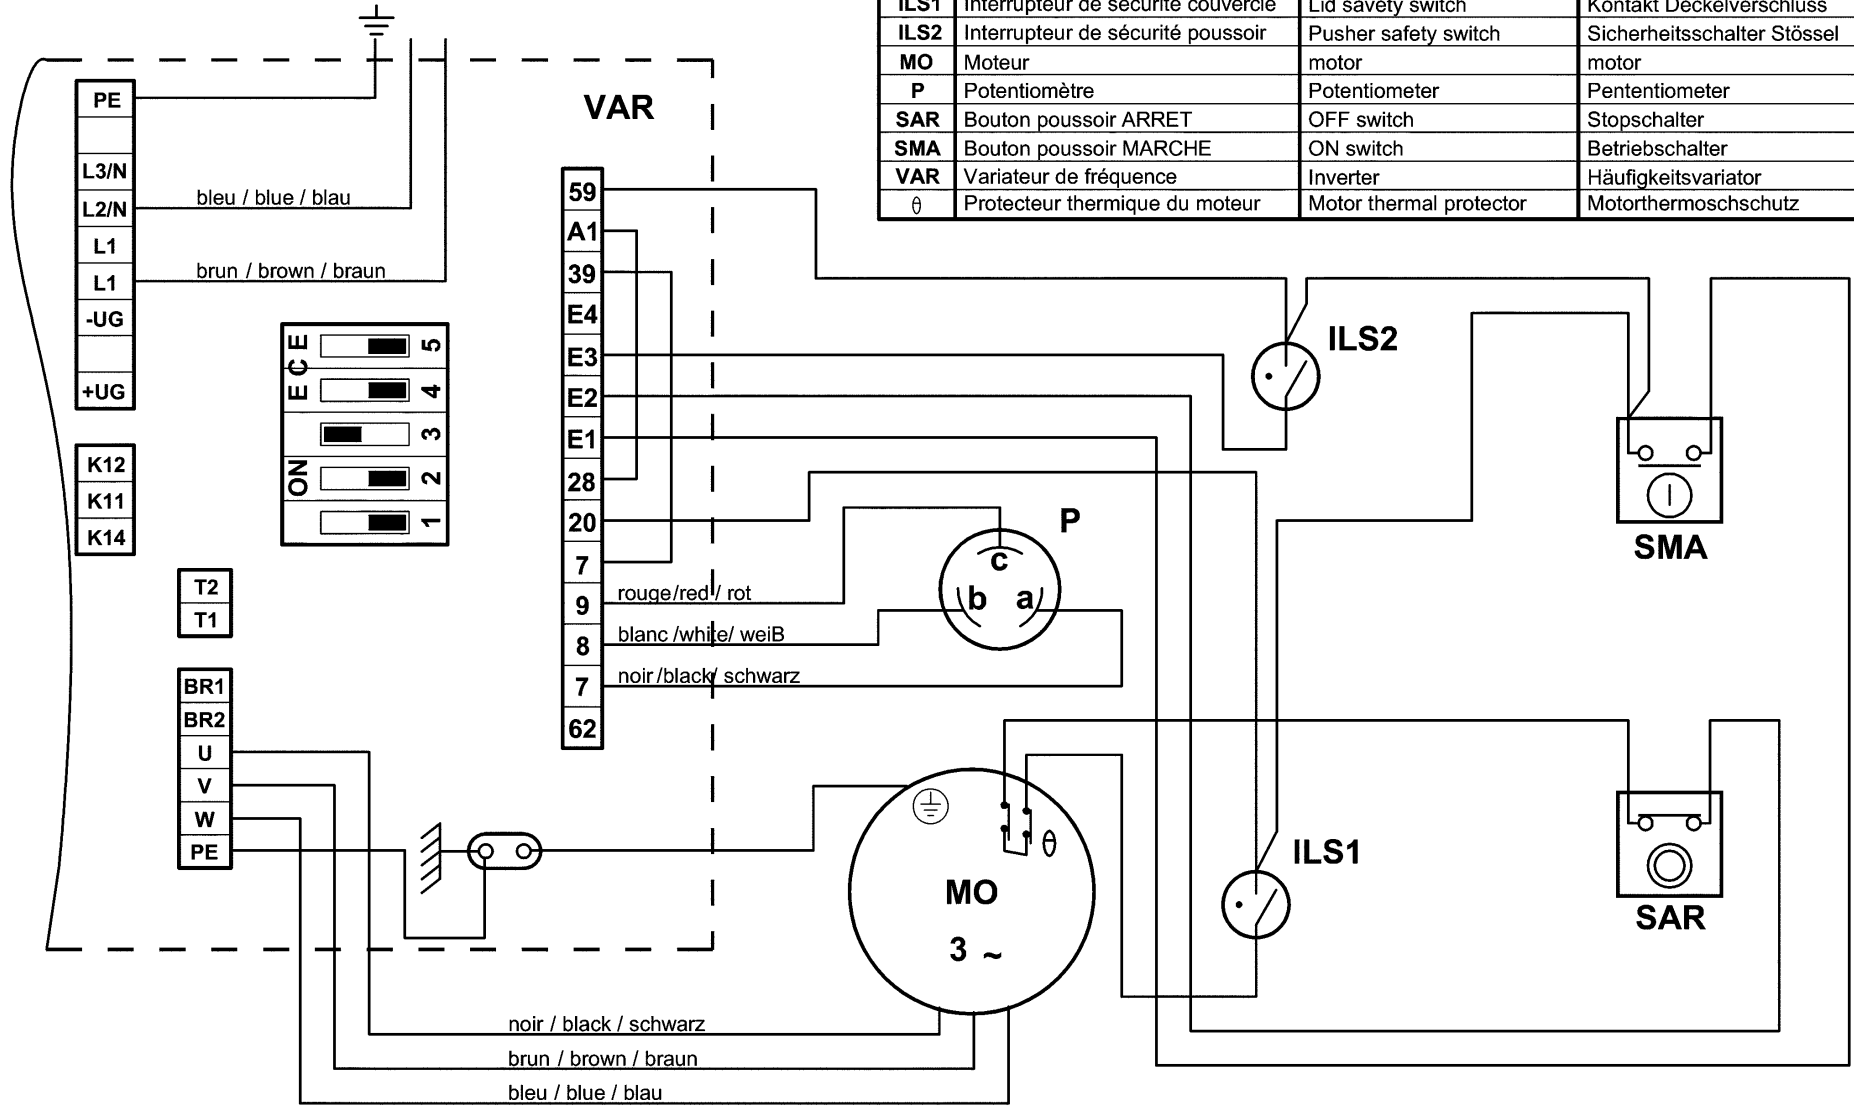 ILS1 Interrupteur de sécurité couvercle Lid savety switch Kontakt Deckelverschluss
ILS2 Interrupteur de sécurité poussoir Pusher safety switch Sicherheitsschalter Stössel
MO Moteur motor motor
P Potentiomètre Potentiometer Pententiometer
SAR Bouton poussoir ARRET OFF switch Stopschalter
SMA Bouton poussoir MARCHE ON switch Betriebschalter
VAR Variateur de fréquence Inverter Häufigkeitsvariator
θ Protecteur thermique du moteur Motor thermal protector Motorthermoschschutz
VAR
PE
L3/N
L2/N
L1
L1
-UG
+UG
bleu / blue / blau
brun / brown / braun
K12
K11
K14
ECE
ON
5
4
3
2
1
T2
T1
BR1
BR2
U
V
W
PE
59
A1
39
E4
E3
E2
E1
28
20
7
9
8
7
62
rouge/red / rot
blanc /white/ weiB
noir /black/ schwarz
P
c
b
a
ILS2
SMA
ILS1
SAR
θ
MO
3 ~
noir / black / schwarz
brun / brown / braun
bleu / blue / blau